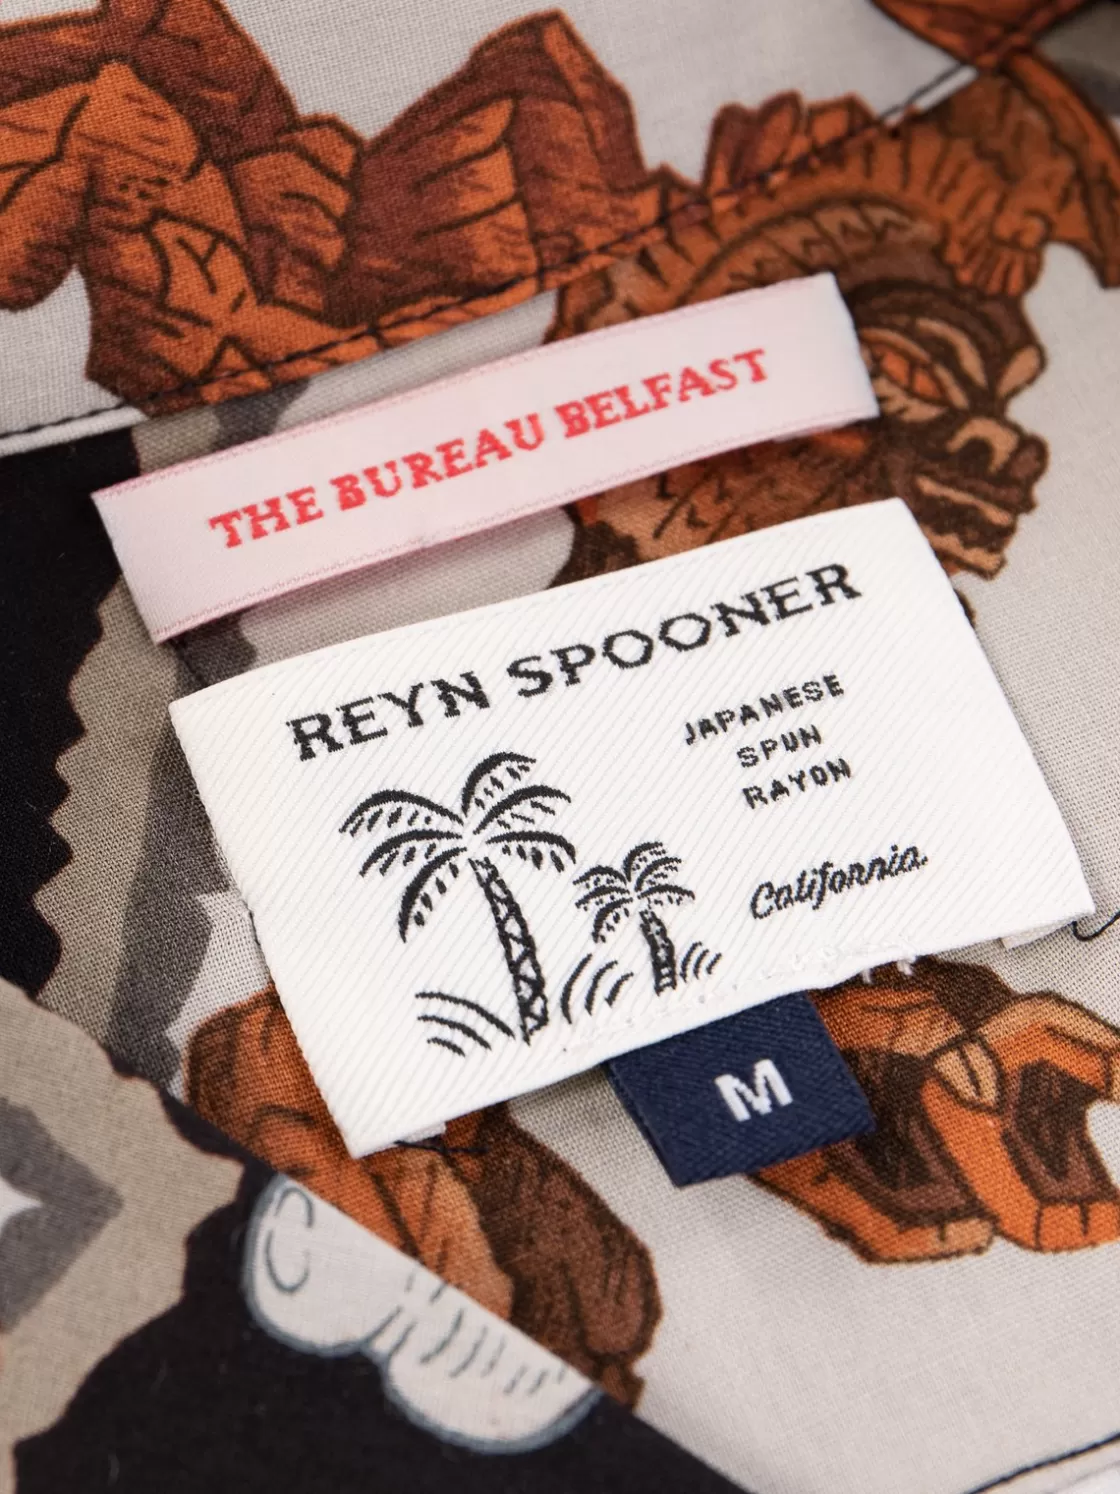 THE BUREAU BELFAST
REYN SPOONER
JAPANESE
SPUN
RAYON
California.
M